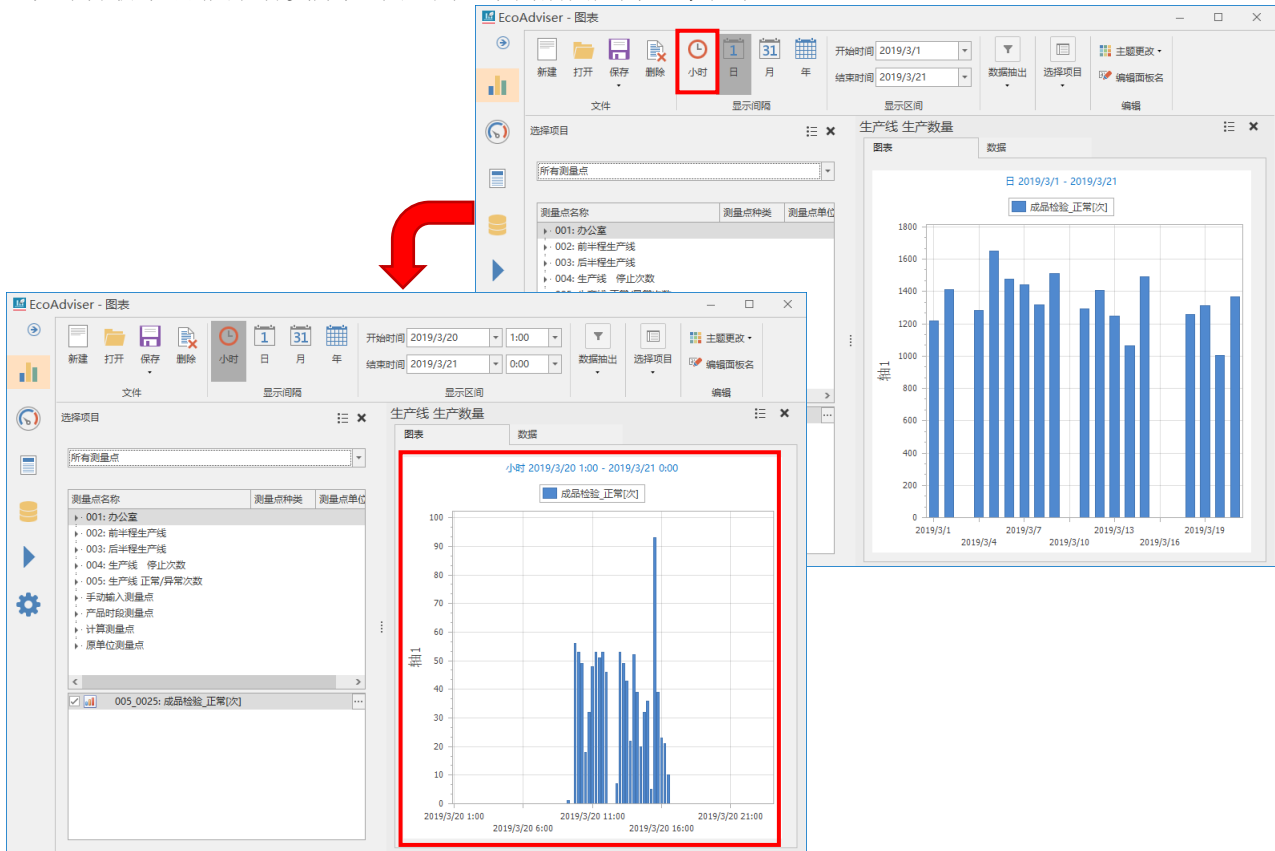 EcoAdviser - 图表
新建 打开 保存 删除 小时 日 月 年
开始时间 2019/3/1
结束时间 2019/3/21
数据抽出 选择项目
主题更改
编辑面板名
文件 显示间隔 显示区间 编辑
选择项目
所有测量点
测量点名称 测量点种类 测量点单位
001: 办公室
002: 前半程生产线
003: 后半程生产线
004: 生产线 停止次数
生产线 生产数量
图表 数据
日 2019/3/1 - 2019/3/21
成品检验_正常[次]
轴1
1800
1600
1400
1200
1000
800
600
400
200
0
2019/3/1 2019/3/7 2019/3/13 2019/3/19
2019/3/4 2019/3/10 2019/3/16
EcoAdviser - 图表
新建 打开 保存 删除 小时 日 月 年
开始时间 2019/3/20 1:00
结束时间 2019/3/21 0:00
数据抽出 选择项目
主题更改
编辑面板名
文件 显示间隔 显示区间 编辑
选择项目
所有测量点
测量点名称 测量点种类 测量点单位
001: 办公室
002: 前半程生产线
003: 后半程生产线
004: 生产线 停止次数
005: 生产线 正常/异常次数
手动输入测量点
产品时段测量点
计算测量点
原单位测量点
005_0025: 成品检验_正常[次]
生产线 生产数量
图表 数据
小时 2019/3/20 1:00 - 2019/3/21 0:00
成品检验_正常[次]
轴1
100
90
80
70
60
50
40
30
20
10
0
2019/3/20 1:00 2019/3/20 11:00 2019/3/20 21:00
2019/3/20 6:00 2019/3/20 16:00